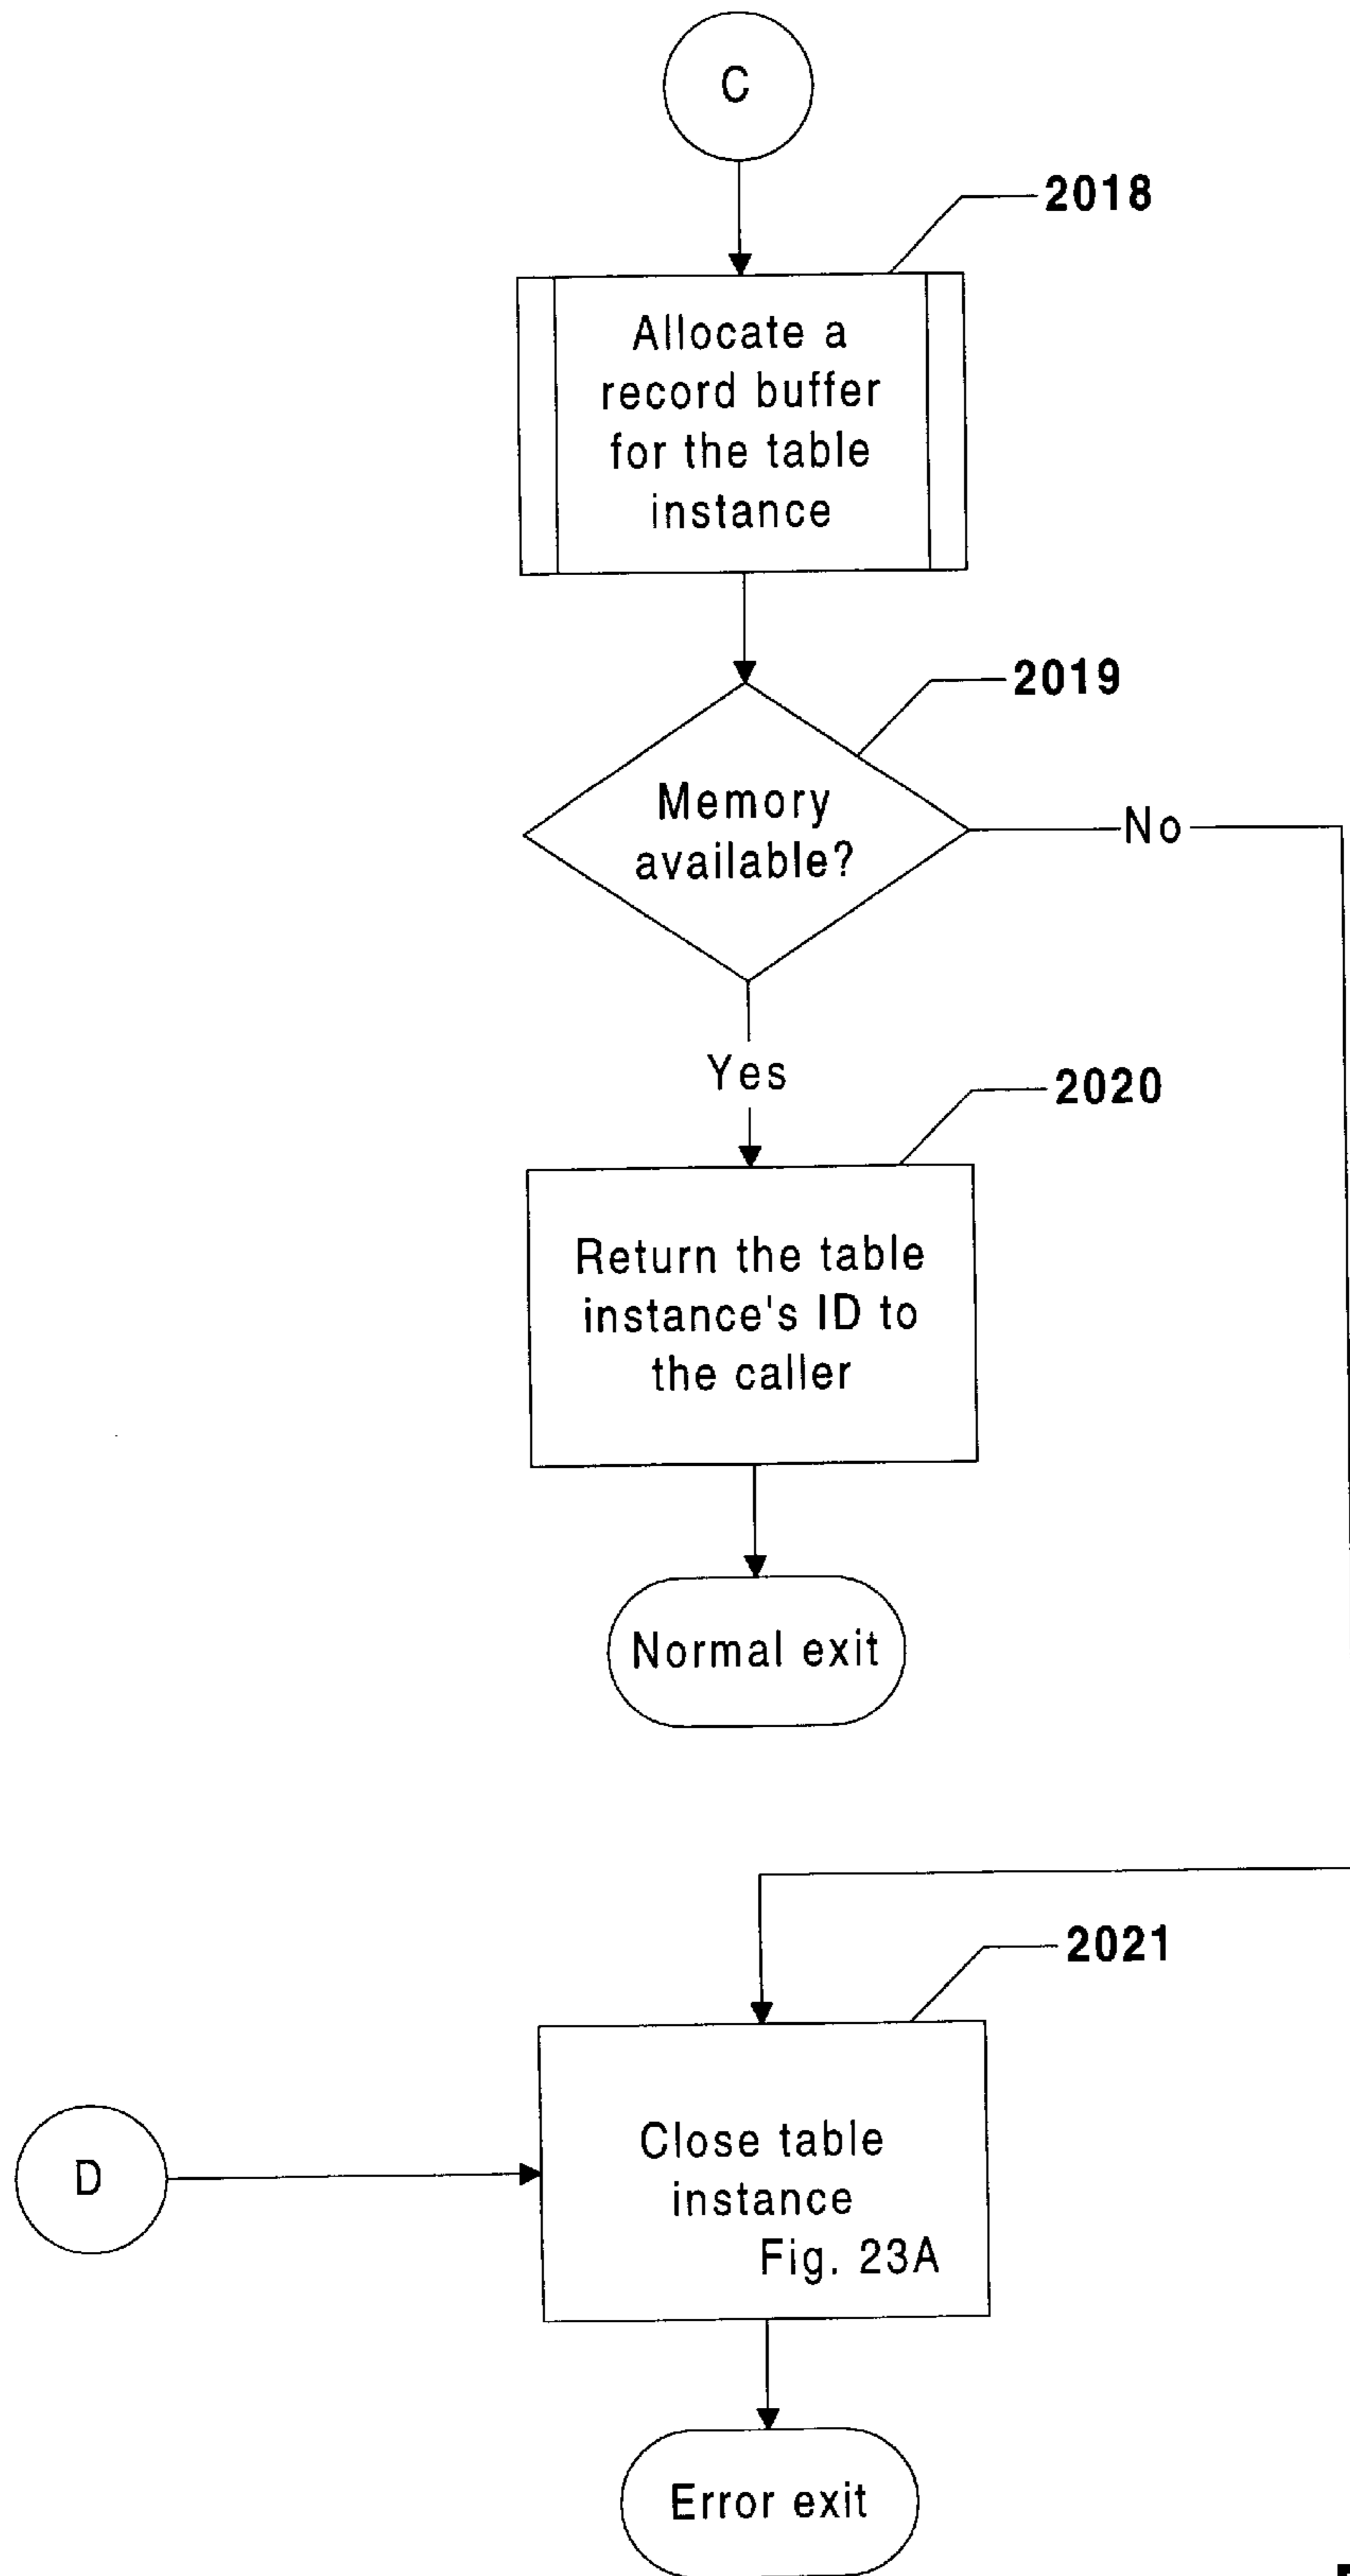 C
2018
Allocate a
record buffer
for the table
instance
2019
Memory
available?
No
Yes
2020
Return the table
instance's ID to
the caller
Normal exit
2021
Close table
instance
Fig. 23A
D
Error exit